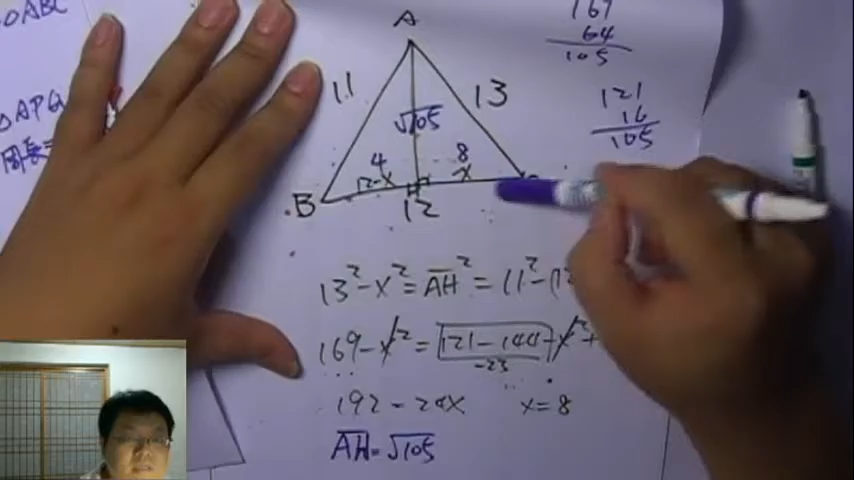 △ABC
169
64
105
A
121
16
105
11
13
√105
△APQ
周長=
4
8
12-x
x
B
H
12
13²-x²=AH²=11²-(12
169-x²=121-144-x²+
-23
192=24x
x=8
AH=√105